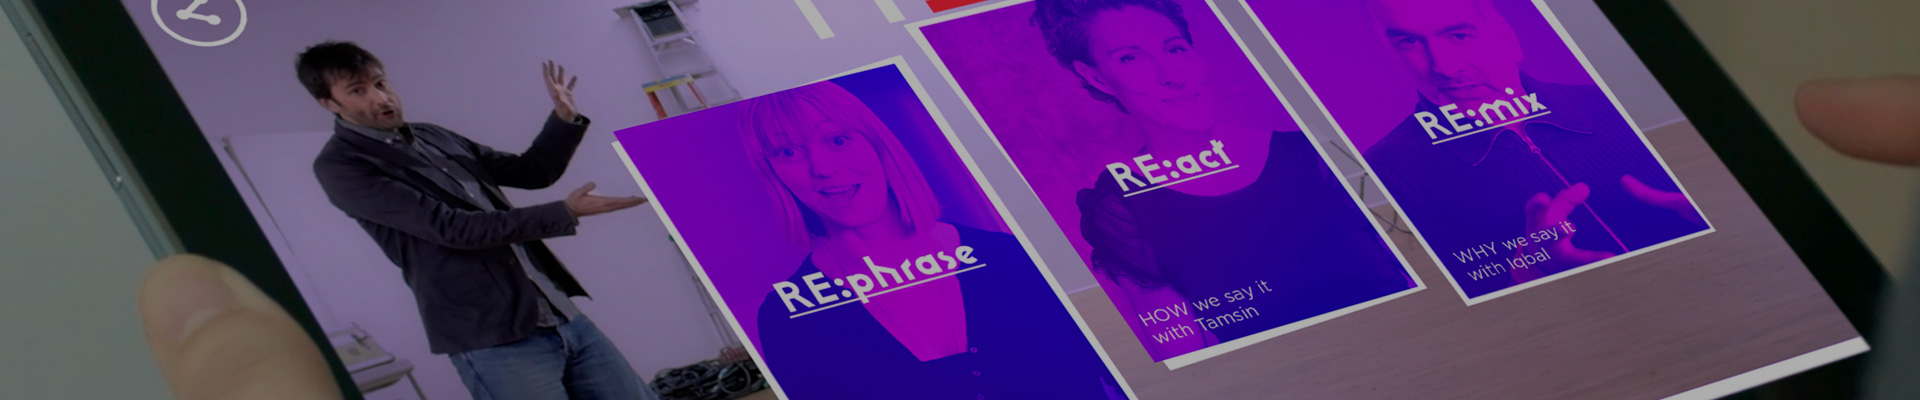 RE:phrase
RE:act
HOW we say it
with Tamsin
RE:mix
WHY we say it
with Iqbal